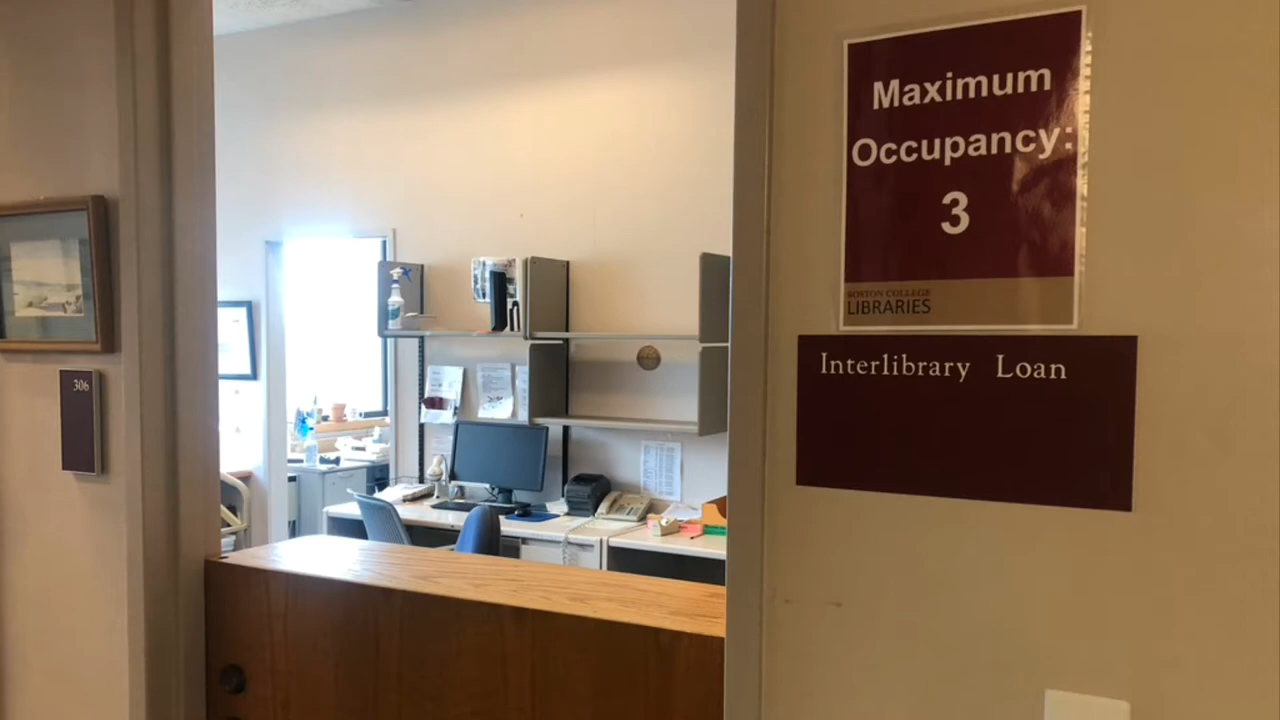 306
Maximum
Occupancy:
3
BOSTON COLLEGE
LIBRARIES
Interlibrary Loan